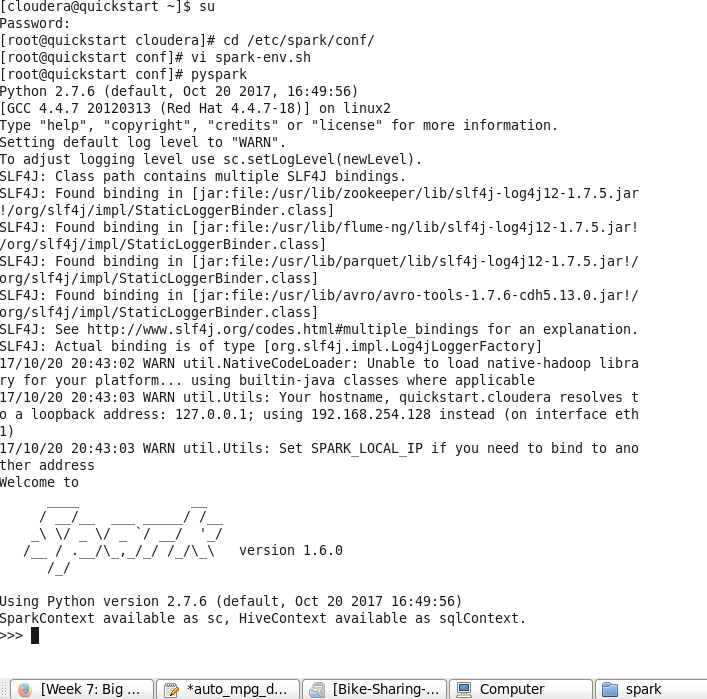 [cloudera@quickstart ~]$ su
Password:
[root@quickstart cloudera]# cd /etc/spark/conf/
[root@quickstart conf]# vi spark-env.sh
[root@quickstart conf]# pyspark
Python 2.7.6 (default, Oct 20 2017, 16:49:56)
[GCC 4.4.7 20120313 (Red Hat 4.4.7-18)] on linux2
Type "help", "copyright", "credits" or "license" for more information.
Setting default log level to "WARN".
To adjust logging level use sc.setLogLevel(newLevel).
SLF4J: Class path contains multiple SLF4J bindings.
SLF4J: Found binding in [jar:file:/usr/lib/zookeeper/lib/slf4j-log4j12-1.7.5.jar
!/org/slf4j/impl/StaticLoggerBinder.class]
SLF4J: Found binding in [jar:file:/usr/lib/flume-ng/lib/slf4j-log4j12-1.7.5.jar!
/org/slf4j/impl/StaticLoggerBinder.class]
SLF4J: Found binding in [jar:file:/usr/lib/parquet/lib/slf4j-log4j12-1.7.5.jar!/
org/slf4j/impl/StaticLoggerBinder.class]
SLF4J: Found binding in [jar:file:/usr/lib/avro/avro-tools-1.7.6-cdh5.13.0.jar!/
org/slf4j/impl/StaticLoggerBinder.class]
SLF4J: See http://www.slf4j.org/codes.html#multiple_bindings for an explanation.
SLF4J: Actual binding is of type [org.slf4j.impl.Log4jLoggerFactory]
17/10/20 20:43:02 WARN util.NativeCodeLoader: Unable to load native-hadoop libra
ry for your platform... using builtin-java classes where applicable
17/10/20 20:43:03 WARN util.Utils: Your hostname, quickstart.cloudera resolves t
o a loopback address: 127.0.0.1; using 192.168.254.128 instead (on interface eth
1)
17/10/20 20:43:03 WARN util.Utils: Set SPARK_LOCAL_IP if you need to bind to ano
ther address
Welcome to
      ____              __
     / __/__  ___ _____/ /__
    _\ \/ _ \/ _ `/ __/  '_/
   /__ / .__/\_,_/_/ /_/\_\   version 1.6.0
      /_/
Using Python version 2.7.6 (default, Oct 20 2017 16:49:56)
SparkContext available as sc, HiveContext available as sqlContext.
>>>
[Week 7: Big ...
*auto_mpg_d...
[Bike-Sharing-...
Computer
spark